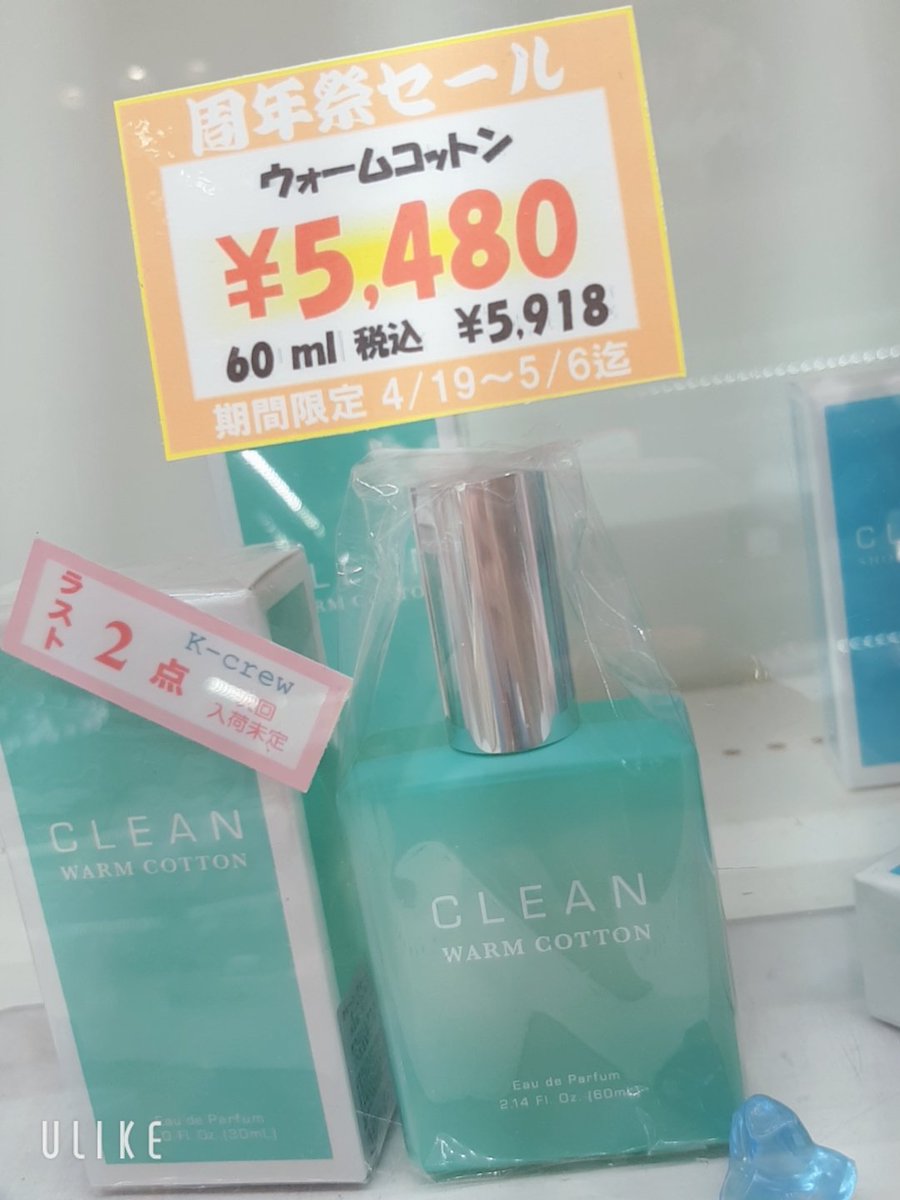 周年祭セール
ウォームコットン
¥5,480
60 ml 税込 ¥5,918
期間限定 4/19～5/6迄
ラスト
2点
K-crew
入荷未定
CLEAN
WARM COTTON
Eau de Parfum
Fl. Oz. (30mL)
CLEAN
WARM COTTON
Eau de Parfum
2.14 Fl. Oz. (60mL)
ULIKE